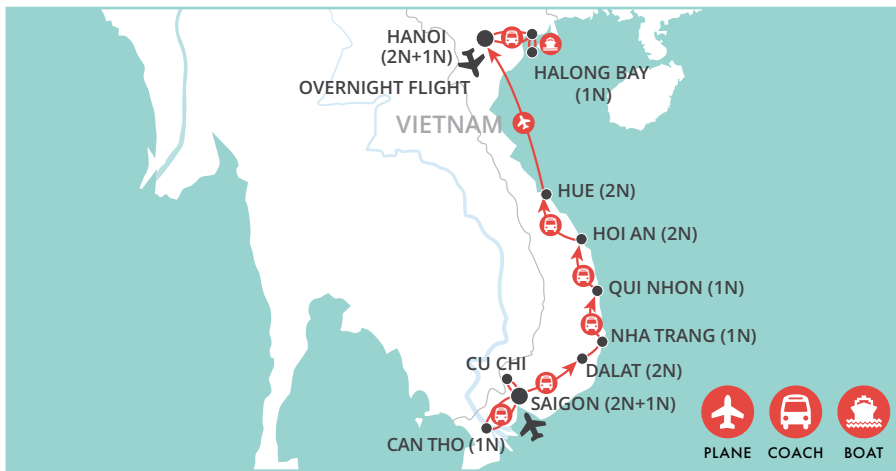 HANOI
(2N+1N)
OVERNIGHT FLIGHT
HALONG BAY
(1N)
VIETNAM
HUE (2N)
HOI AN (2N)
QUI NHON (1N)
NHA TRANG (1N)
CU CHI
DALAT (2N)
SAIGON (2N+1N)
CAN THO (1N)
PLANE
COACH
BOAT